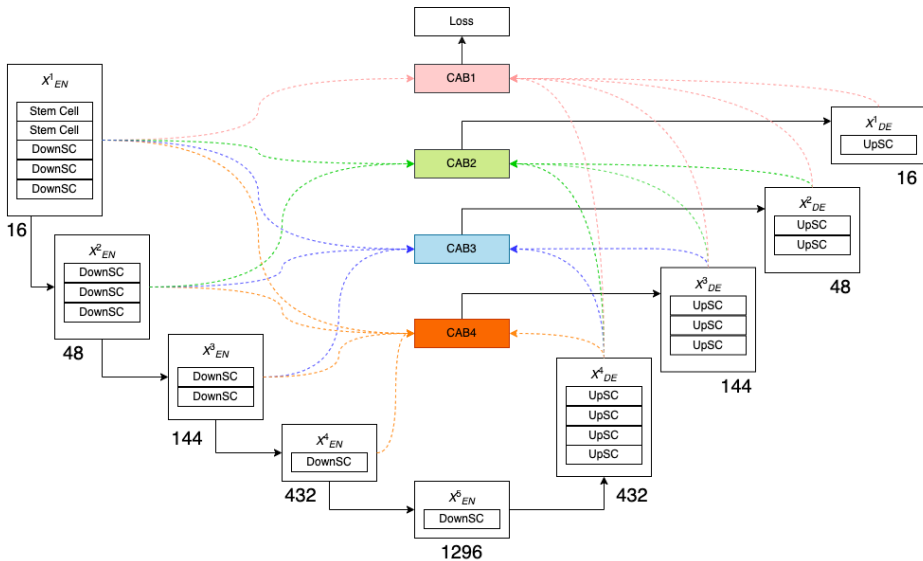 Loss
CAB1
CAB2
CAB3
CAB4
X¹EN
Stem Cell
Stem Cell
DownSC
DownSC
DownSC
16
X²EN
DownSC
DownSC
DownSC
48
X³EN
DownSC
DownSC
144
X⁴EN
DownSC
432
X⁵EN
DownSC
1296
X⁴DE
UpSC
UpSC
UpSC
UpSC
432
X³DE
UpSC
UpSC
UpSC
144
X²DE
UpSC
UpSC
48
X¹DE
UpSC
16